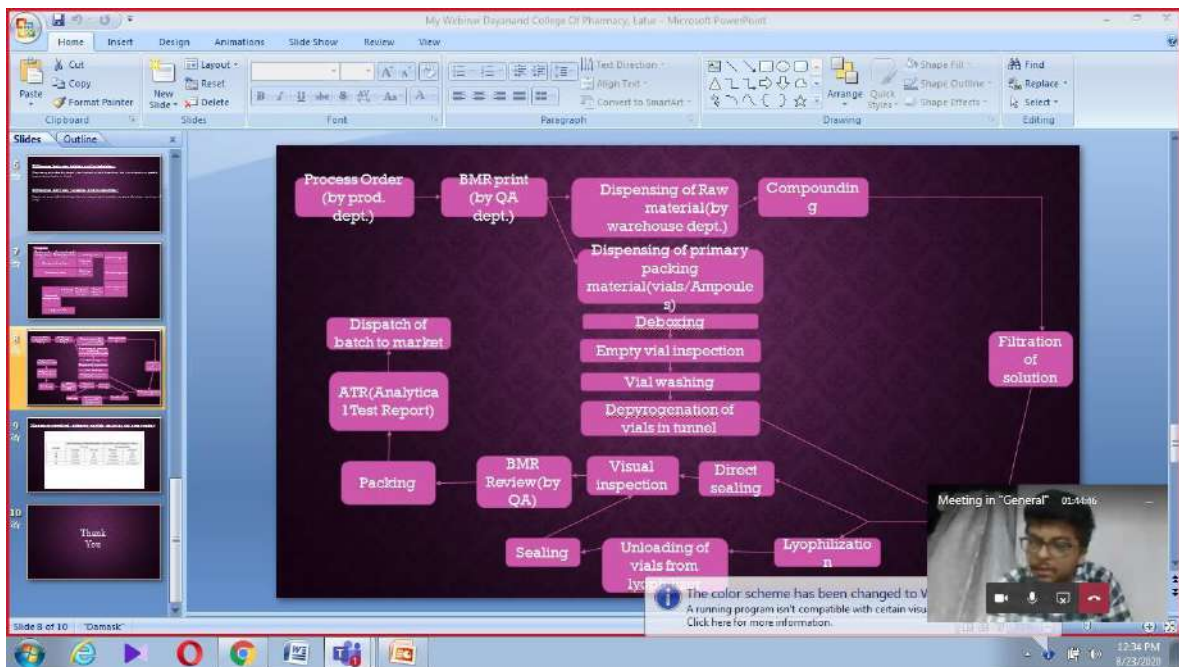 My Webinar Dayanand College Of Pharmacy, Latur - Microsoft PowerPoint
Home Insert Design Animations Slide Show Review View
Paste
Cut
Copy
Format Painter
Clipboard
New Slide
Layout
Reset
Delete
Slides
Font
Text Direction
Align Text
Convert to SmartArt
Paragraph
Arrange
Quick Styles
Shape Fill
Shape Outline
Shape Effects
Drawing
Find
Replace
Select
Editing
Slides Outline
Process Order
(by prod.
dept.)
BMR print
(by QA
dept.)
Dispensing of Raw
material(by
warehouse dept.)
Compoundin
g
Dispensing of primary
packing
material(vials/Ampoule
s)
Deboxing
Empty vial inspection
Vial washing
Depyrogenation of
vials in tunnel
Filtration
of
solution
Dispatch of
batch to market
ATR(Analytica
lTest Report)
Packing
BMR
Review(by
QA)
Visual
inspection
Direct
sealing
Sealing
Unloading of
vials from
Lyophilizatio
n
Meeting in "General" 01:44:46
The color scheme has been changed to
A running program isn't compatible with certain visu
Click here for more information.
7
8
9
10
Thank
You
Slide 8 of 10 "Damask"
12:34 PM
8/23/2020